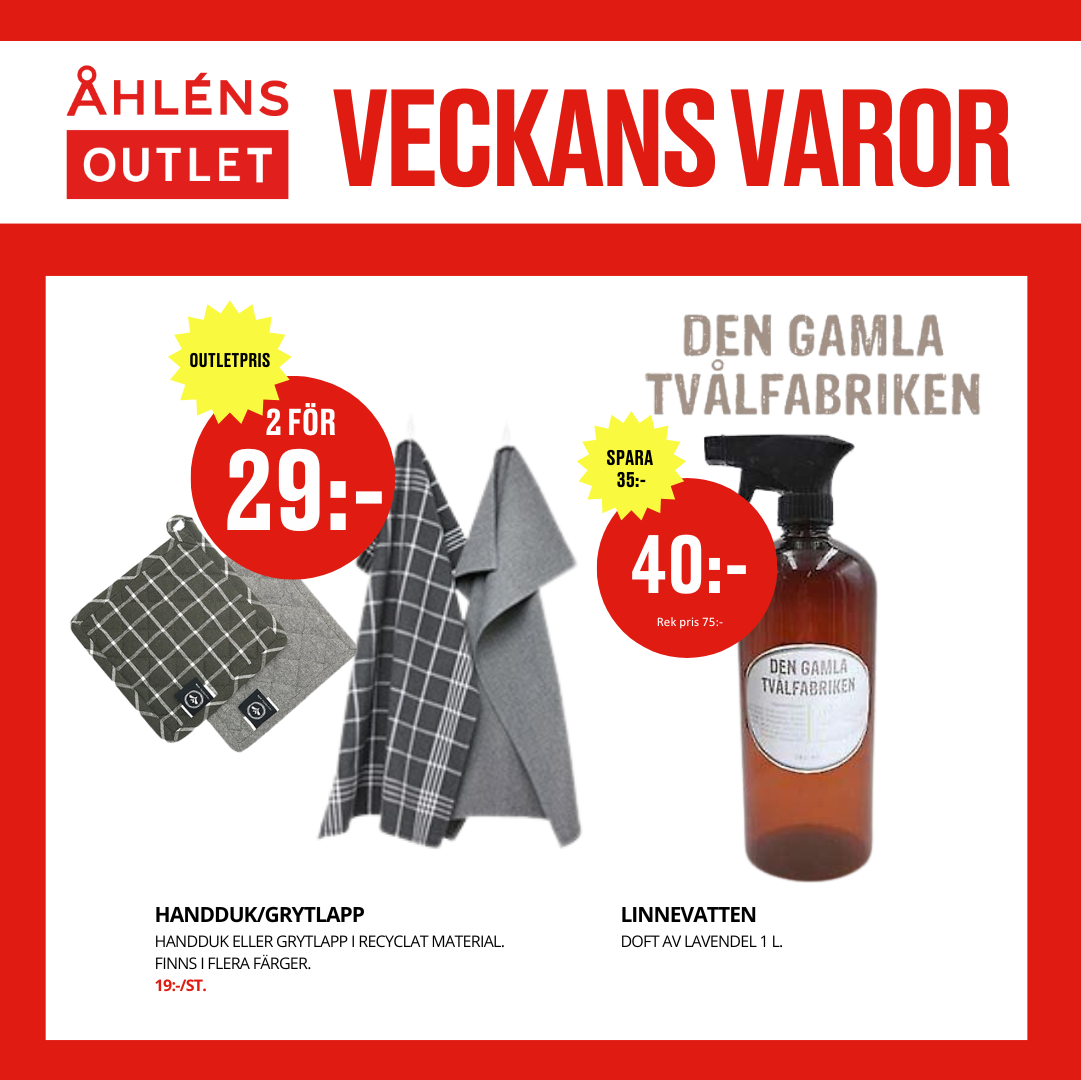 ÅHLÉNS
OUTLET
VECKANS VAROR
OUTLETPRIS
2 FÖR
29:-
DEN GAMLA
TVÅLFABRIKEN
SPARA
35:-
40:-
Rek pris 75:-
DEN GAMLA
TVÅLFABRIKEN
HANDDUK/GRYTLAPP
HANDDUK ELLER GRYTLAPP I RECYCLAT MATERIAL.
FINNS I FLERA FÄRGER.
19:-/ST.
LINNEVATTEN
DOFT AV LAVENDEL 1 L.